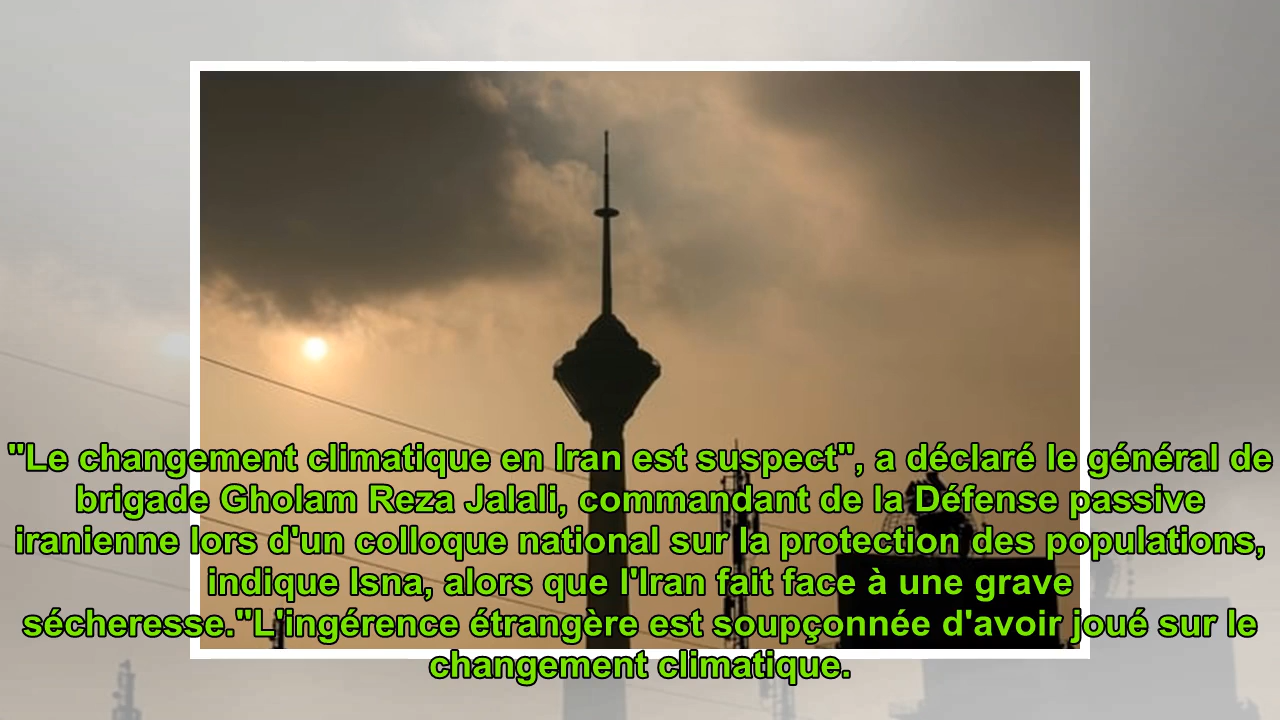 "Le changement climatique en Iran est suspect", a déclaré le général de
brigade Gholam Reza Jalali, commandant de la Défense passive
iranienne lors d'un colloque national sur la protection des populations,
indique Isna, alors que l'Iran fait face à une grave
sécheresse."L'ingérence étrangère est soupçonnée d'avoir joué sur le
changement climatique.